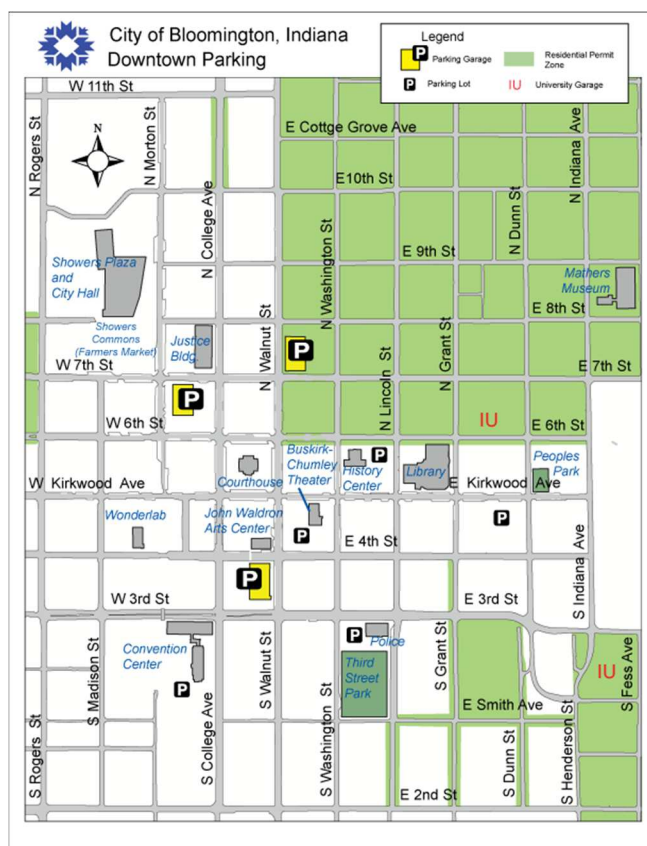 City of Bloomington, Indiana
Downtown Parking
Legend
P
Parking Garage
Residential Permit
Zone
P
Parking Lot
IU
University Garage
W 11th St
N Rogers St
N Morton St
N College Ave
E Cottge Grove Ave
N Indiana Ave
N
E10th St
N Washington St
N Dunn St
E 9th St
Showers Plaza
and
City Hall
Mathers
Museum
E 8th St
N Walnut St
Showers
Commons
(Farmers Market)
Justice
Bldg.
P
N Lincoln St
N Grant St
W 7th St
E 7th St
P
W 6th St
IU
E 6th St
Buskirk-
Chumley
Theater
P
History
Center
Library
Peoples
Park
Courthouse
W Kirkwood Ave
E Kirkwood Ave
Wonderlab
John Waldron
Arts Center
P
P
E 4th St
S Indiana Ave
P
W 3rd St
E 3rd St
P
Police
Convention
Center
P
Third
Street
Park
S Madison St
S Walnut St
S Grant St
IU
S Fess Ave
E Smith Ave
S Rogers St
S College Ave
S Washington St
S Dunn St
S Henderson St
E 2nd St